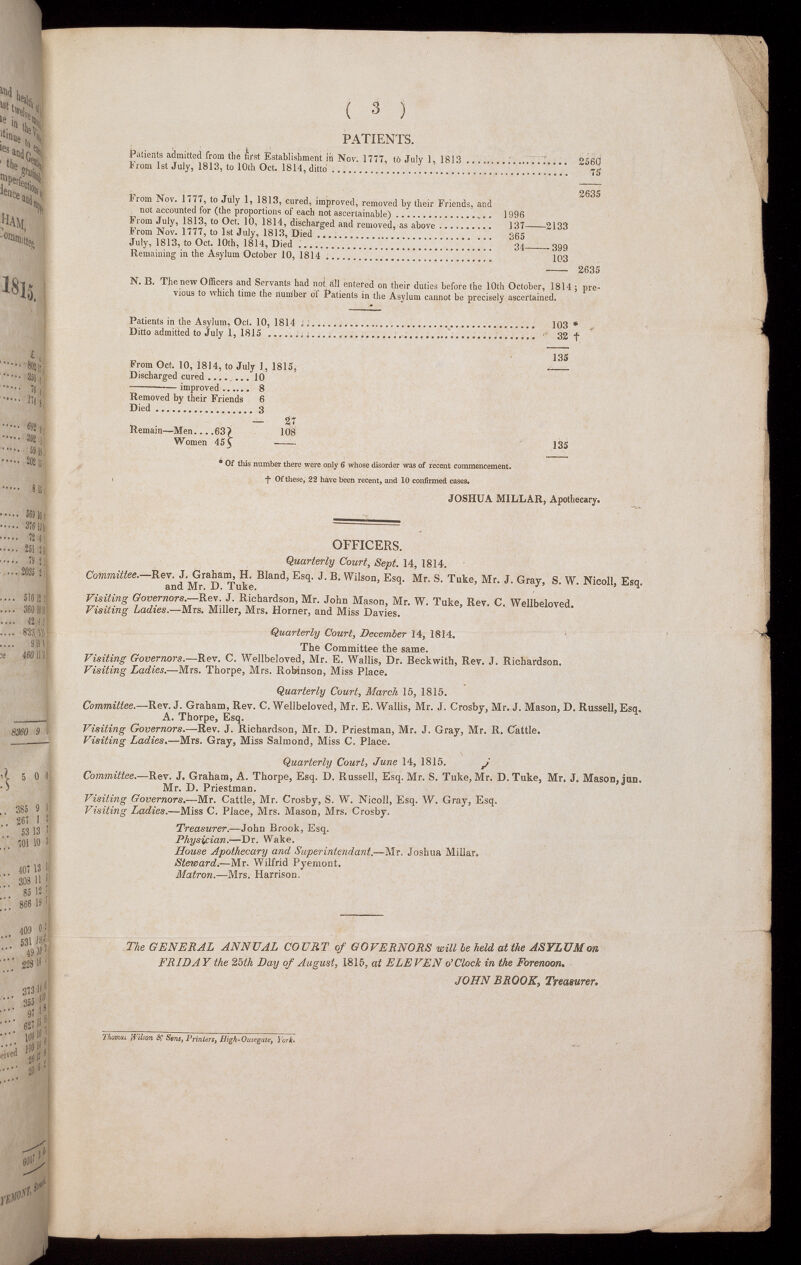 ( 3 )
PATIENTS.
Patients admitted from the first Establishment in Nov. 1777, to July 1, 1813 ........ 2560
From 1st July, 1813, to 10th Oct. 1814, ditto ........ 75
2635
From Nov. 1777, to July 1, 1813, cured, improved, removed by their Friends, and
not accounted for (the proportions of each not ascertainable) ........ 1996
From July, 1813, to Oct. 10, 1814, discharged and removed, as above ........ 137——2133
From Nov. 1777, to 1st July, 1813, Died ........ 365
July, 1813, to Oct. 10th, 1814, Died ........ 34——399
Remaining in the Asylum October 10, 1814 ........ 103
—— 2635
N. B. The new Officers and Servants had not all entered on their duties before the 10th October, 1814; pre-
vious to which time the number of Patients in the Asylum cannot be precisely ascertained.
Patients in the Asylum, Oct. 10, 1814 ........ 103 *
Ditto admitted to July 1, 1815 ........ 32 †
135
From Oct. 10, 1814, to July 1, 1815,
Discharged cured ........ 10
——— improved ...... 8
Removed by their Friends 6
Died ........ 3
— 27
Remain—Men....63 } 108
Women 45 } —— 135
* Of this number there were only 6 whose disorder was of recent commencement.
† Of these, 22 have been recent, and 10 confirmed cases.
JOSHUA MILLAR, Apothecary.
OFFICERS.
Quarterly Court, Sept. 14, 1814.
Committee.—Rev. J. Graham, H. Bland, Esq. J. B. Wilson, Esq. Mr. S. Tuke, Mr. J. Gray, S. W. Nicoll, Esq.
and Mr. D. Tuke.
Visiting Governors.—Rev. J. Richardson, Mr. John Mason, Mr. W. Tuke, Rev. C. Wellbeloved.
Visiting Ladies.—Mrs. Miller, Mrs. Horner, and Miss Davies.
Quarterly Court, December 14, 1814.
The Committee the same.
Visiting Governors.—Rev. C. Wellbeloved, Mr. E. Wallis, Dr. Beckwith, Rev. J. Richardson.
Visiting Ladies.—Mrs. Thorpe, Mrs. Robinson, Miss Place.
Quarterly Court, March 15, 1815.
Committee.—Rev. J. Graham, Rev. C. Wellbeloved, Mr. E. Wallis, Mr. J. Crosby, Mr. J. Mason, D. Russell, Esq.
A. Thorpe, Esq.
Visiting Governors.—Rev. J. Richardson, Mr. D. Priestman, Mr. J. Gray, Mr. R. Cattle.
Visiting Ladies.—Mrs. Gray, Miss Salmond, Miss C. Place.
Quarterly Court, June 14, 1815.
Committee.—Rev. J. Graham, A. Thorpe, Esq. D. Russell, Esq. Mr. S. Tuke, Mr. D. Tuke, Mr. J. Mason, jun.
Mr. D. Priestman.
Visiting Governors.—Mr. Cattle, Mr. Crosby, S. W. Nicoll, Esq. W. Gray, Esq.
Visiting Ladies.—Miss C. Place, Mrs. Mason, Mrs. Crosby.
Treasurer.—John Brook, Esq.
Physician.—Dr. Wake.
House Apothecary and Superintendant.—Mr. Joshua Millar.
Steward.—Mr. Wilfrid Pyemont.
Matron.—Mrs. Harrison.
The GENERAL ANNUAL COURT of GOVERNORS will be held at the ASYLUM on
FRIDAY the 25th Day of August, 1815, at ELEVEN o'Clock in the Forenoon.
JOHN BROOK, Treasurer.
Thomas Wilson & Sons, Printers, High-Ousegate, York.